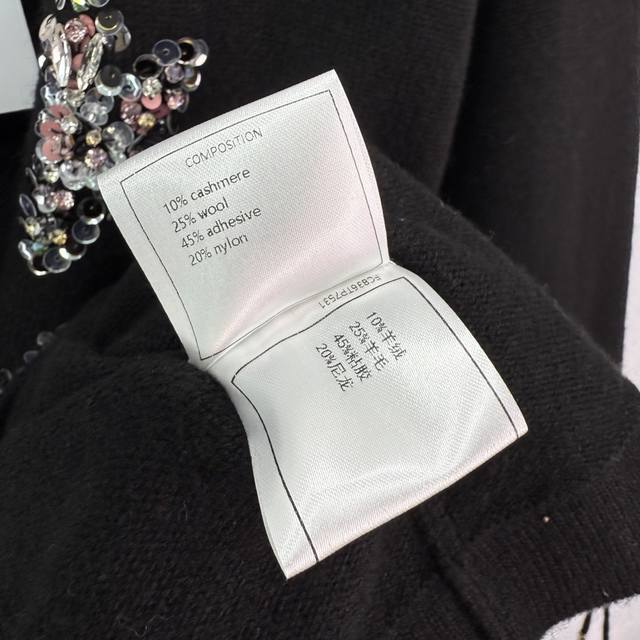 COMPOSITION
10% cashmere
25% wool
45% adhesive
20% nylon
10%羊绒
25%羊毛
45%粘胶
20%尼龙